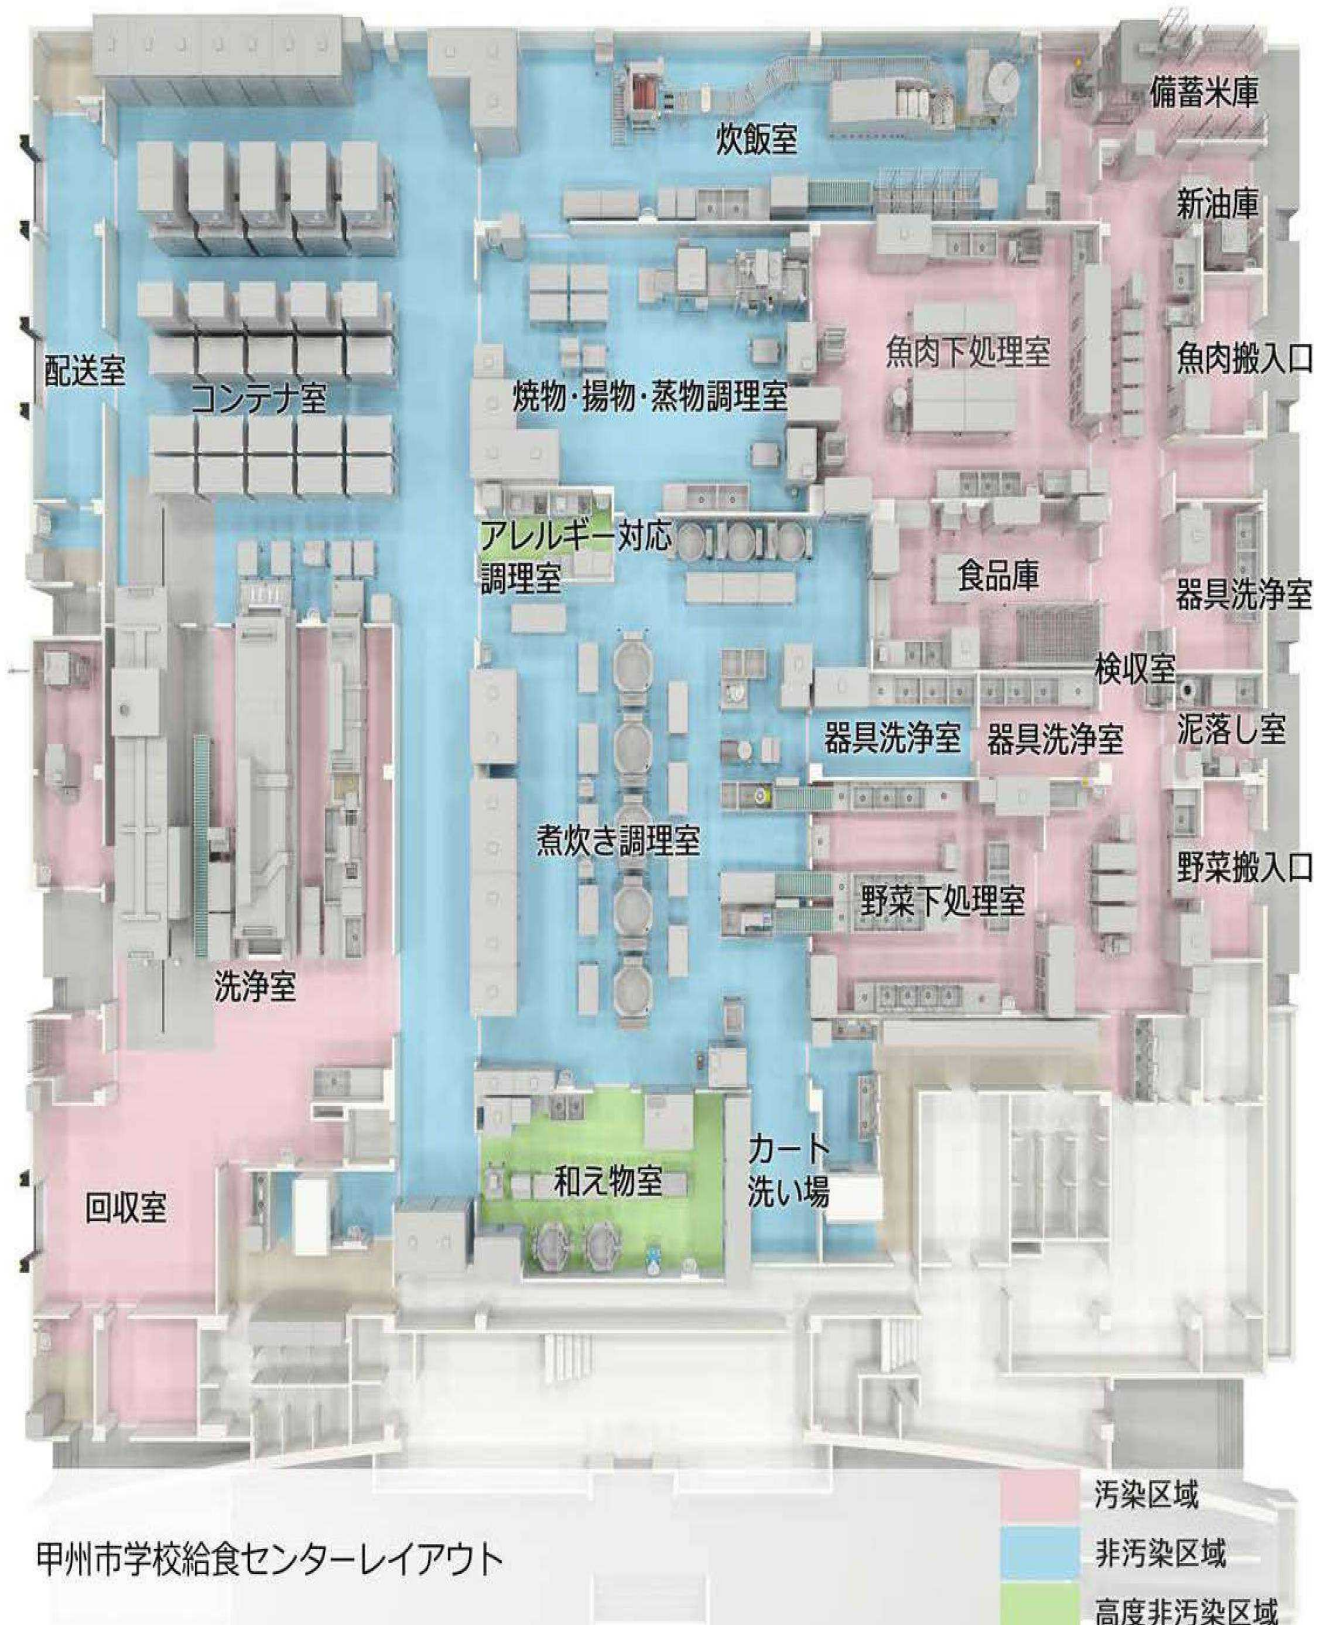 備蓄米庫
炊飯室
新油庫
魚肉下処理室
魚肉搬入口
配送室
コンテナ室
焼物・揚物・蒸物調理室
アレルギー対応
調理室
食品庫
器具洗浄室
検収室
器具洗浄室
器具洗浄室
泥落し室
煮炊き調理室
野菜下処理室
野菜搬入口
洗浄室
カート
洗い場
和え物室
回収室
汚染区域
非汚染区域
高度非汚染区域
甲州市学校給食センターレイアウト